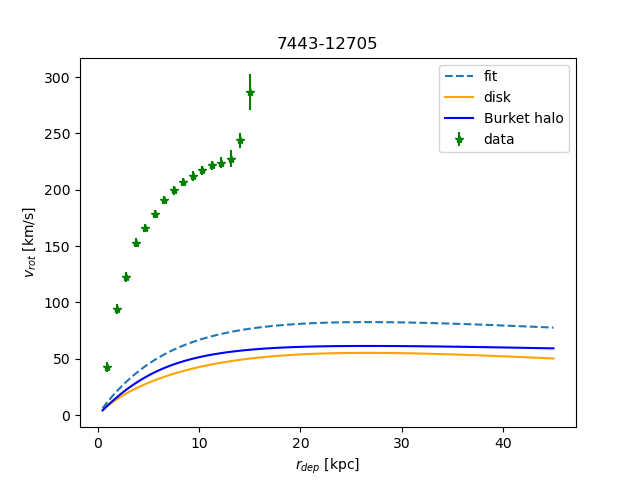 7443-12705
300
250
200
150
100
50
0
v_rot [km/s]
fit
disk
Burket halo
data
0 10 20 30 40
r_dep [kpc]